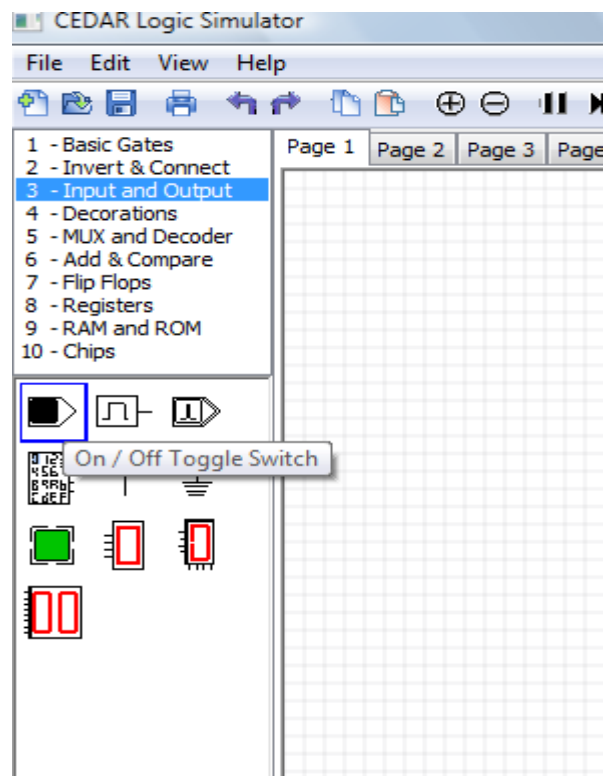 CEDAR Logic Simulator
File Edit View Help
1 - Basic Gates
2 - Invert & Connect
3 - Input and Output
4 - Decorations
5 - MUX and Decoder
6 - Add & Compare
7 - Flip Flops
8 - Registers
9 - RAM and ROM
10 - Chips
Page 1 Page 2 Page 3 Page
On / Off Toggle Switch